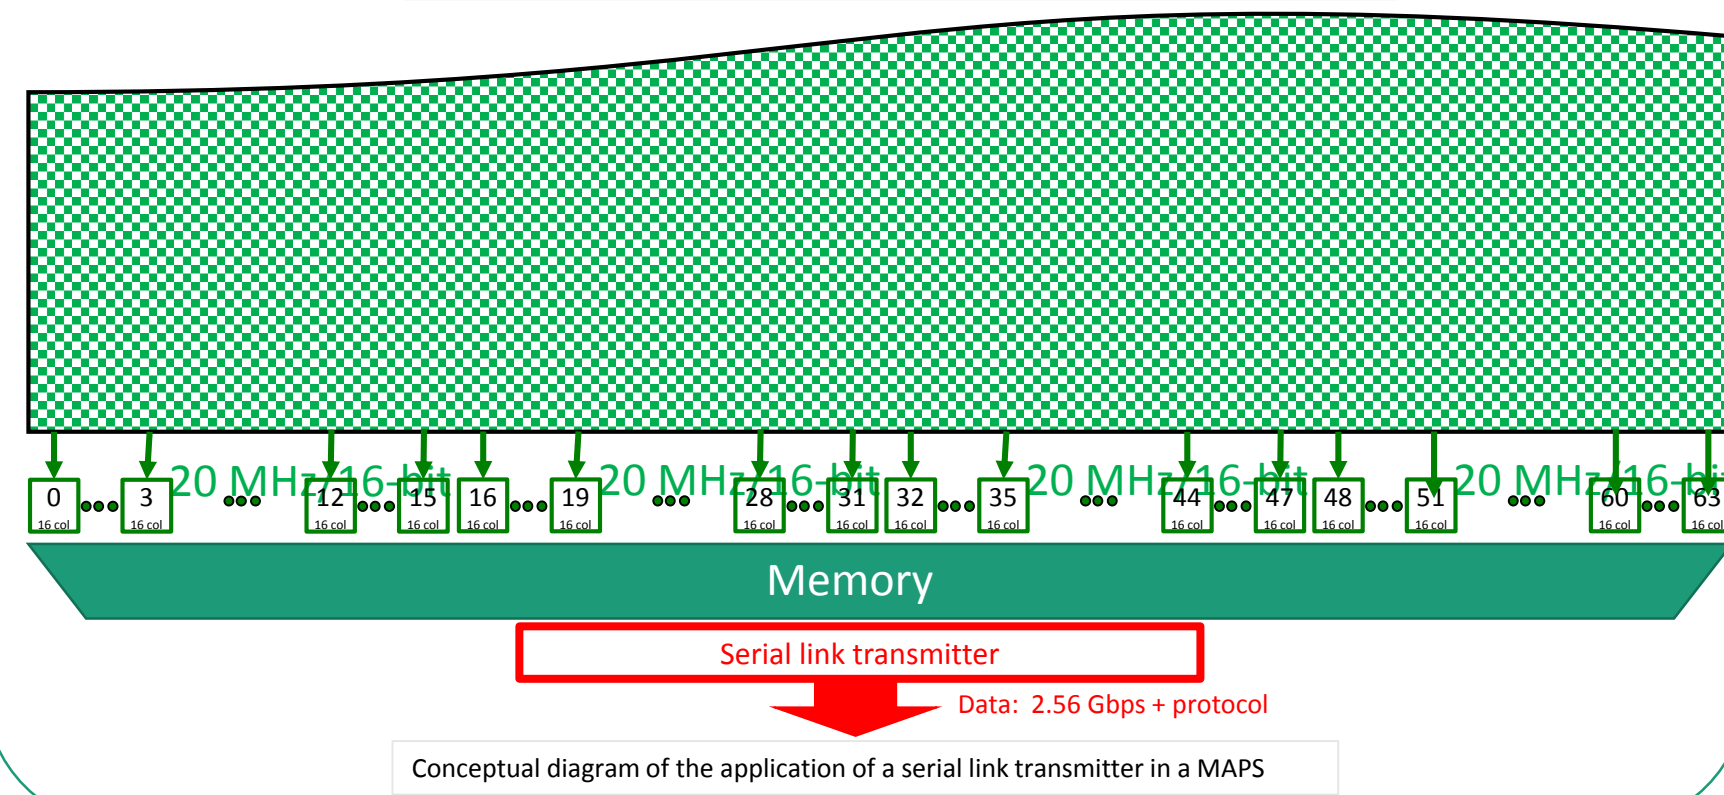 20 MHz/16-bit 20 MHz/16-bit 20 MHz/16-bit 20 MHz/16-bit
0 3 12 15 16 19 28 31 32 35 44 47 48 51 60 63
16 col 16 col 16 col 16 col 16 col 16 col 16 col 16 col 16 col 16 col 16 col 16 col 16 col 16 col 16 col 16 col
Memory
Serial link transmitter
Data: 2.56 Gbps + protocol
Conceptual diagram of the application of a serial link transmitter in a MAPS